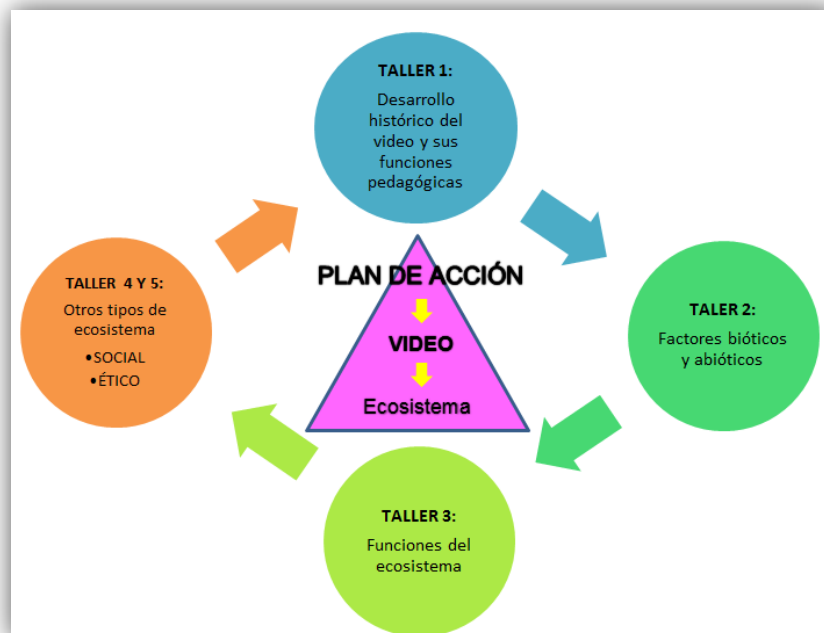 TALLER 1:
Desarrollo
histórico del
video y sus
funciones
pedagógicas
PLAN DE ACCIÓN
VIDEO
Ecosistema
TALER 2:
Factores bióticos
y abióticos
TALLER 3:
Funciones del
ecosistema
TALLER 4 Y 5:
Otros tipos de
ecosistema
•SOCIAL
•ÉTICO